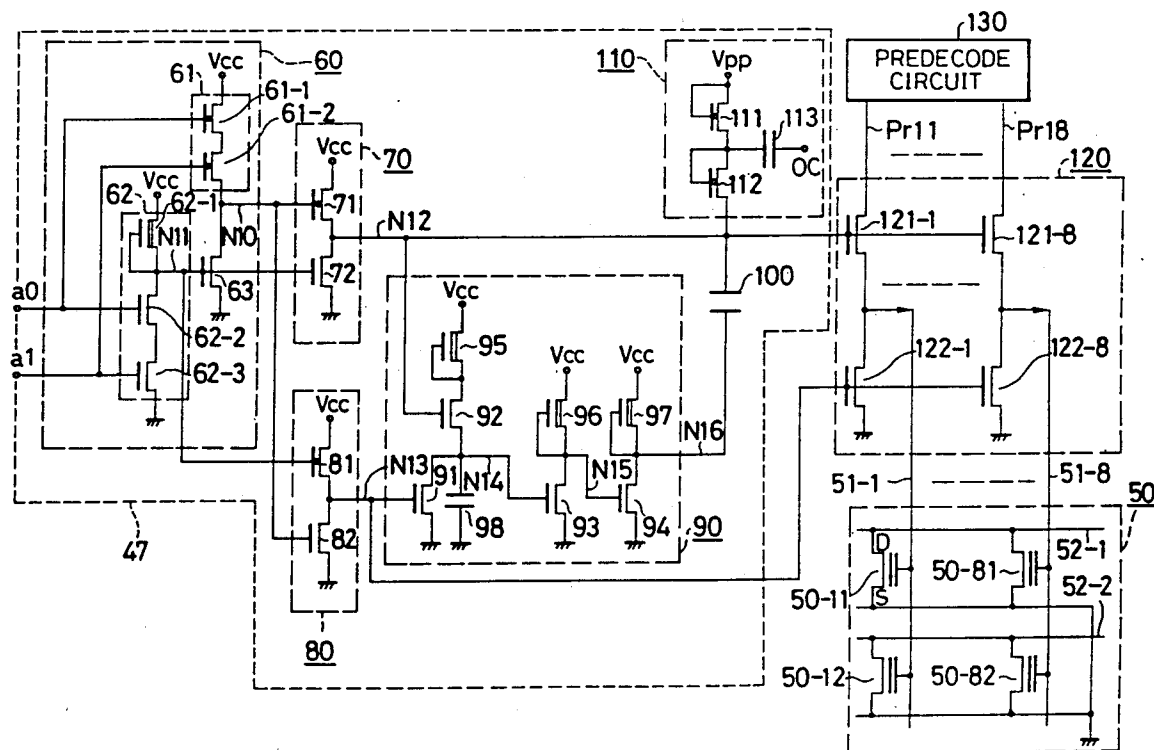 130
PREDECODE
CIRCUIT
60
Vcc
61
61-1
61-2
110
Vpp
111
113
OC
112
Pr11
Pr18
120
Vcc
70
71
72
Vcc
62
62-1
N11
N10
63
N12
121-1
121-8
a0
62-2
a1
62-3
100
Vcc
95
92
Vcc
96
Vcc
97
N16
122-1
122-8
Vcc
81
N13
91
N14
98
93
N15
94
82
90
80
47
51-1
51-8
50
52-1
D
50-11
S
50-81
52-2
50-12
50-82